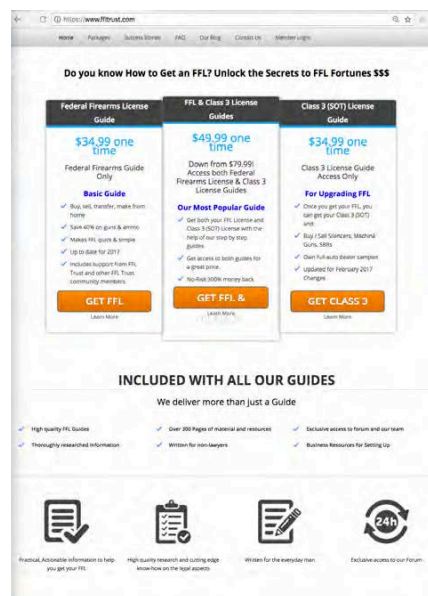 https://www.ffltrust.com
Home Packages Success Stories FAQ Our Blog Contact Us Member Login
Do you know How to Get an FFL? Unlock the Secrets to FFL Fortunes $$$
Federal Firearms License
Guide
$34.99 one
time
Federal Firearms Guide
Only
Basic Guide
Buy, sell, transfer, make from
home
Save 40% on guns & ammo
Makes FFL quick & simple
Up to date for 2017
Includes support from FFL
Trust and other FFL Trust
community members.
GET FFL
Learn More
FFL & Class 3 License
Guides
$49.99 one
time
Down from $79.99!
Access both Federal
Firearms License & Class 3
License Guides
Our Most Popular Guide
Get both your FFL License and
Class 3 (SOT) License with the
help of our step by step
guides.
Get access to both guides for
a great price.
No-Risk 300% money back
GET FFL &
Learn More
Class 3 (SOT) License
Guide
$34.99 one
time
Class 3 License Guide
Access Only
For Upgrading FFL
Once you get your FFL, you
can get your Class 3 (SOT)
Buy / Sell Silencers, Machine
Guns, SBRs
Own full-auto dealer samples
Updated for February 2017
Changes
GET CLASS 3
Learn More
INCLUDED WITH ALL OUR GUIDES
We deliver more than just a Guide
High quality FFL Guides
Over 200 Pages of material and resources
Exclusive access to forum and our team
Thoroughly researched information
Written for non-lawyers
Business Resources for Setting Up
24h
Practical, Actionable information to help
you get your FFL
High quality research and cutting edge
know-how on the legal aspects
Written for the everyday man
Exclusive access to our Forum